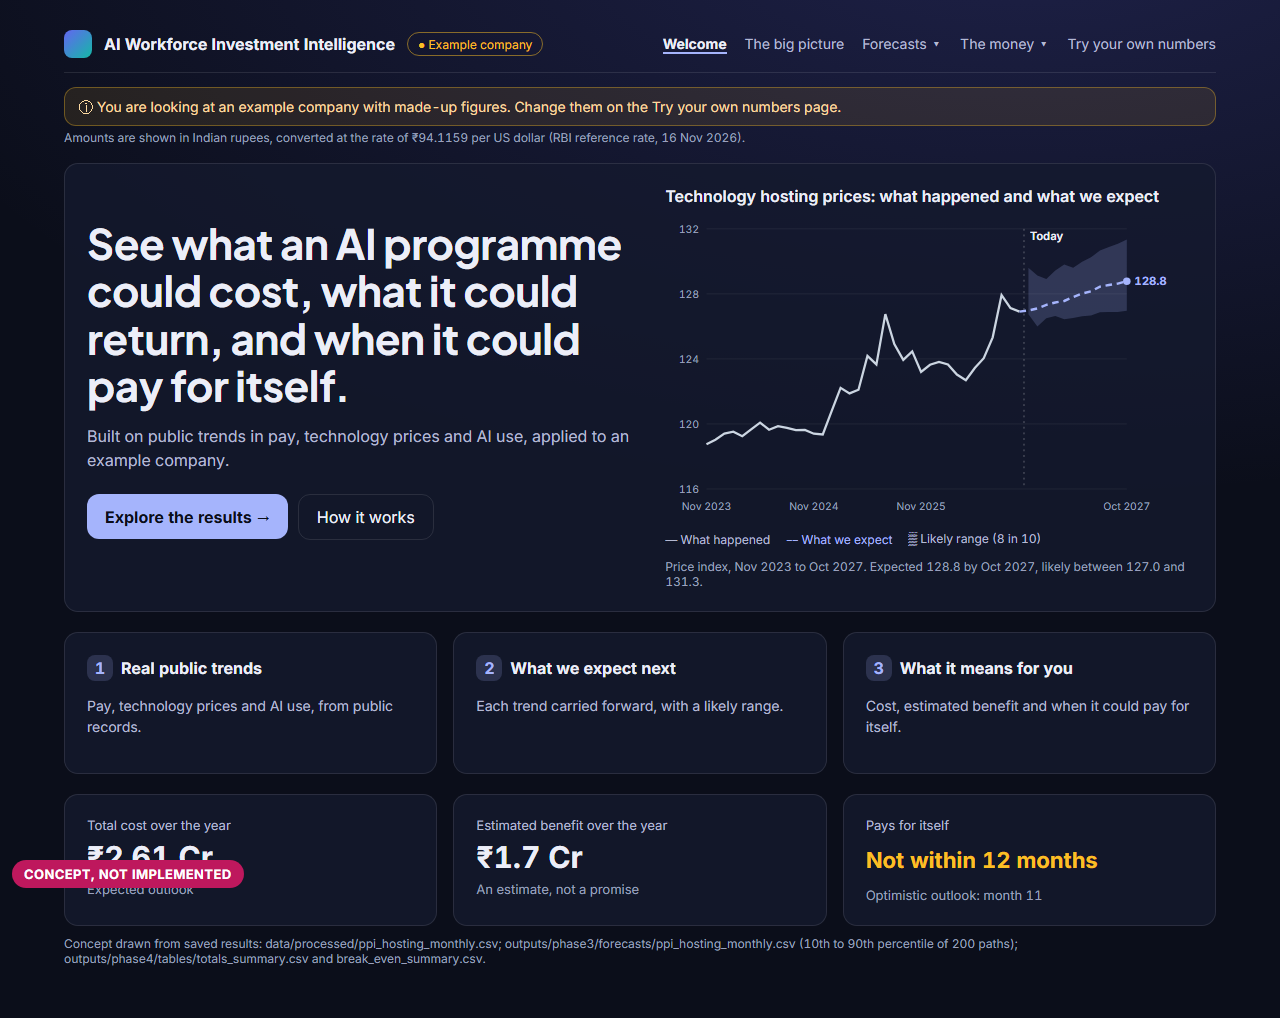 AI Workforce Investment Intelligence
● Example company
Welcome
The big picture
Forecasts ▼
The money ▼
Try your own numbers
ⓘ You are looking at an example company with made-up figures. Change them on the Try your own numbers page.
Amounts are shown in Indian rupees, converted at the rate of ₹94.1159 per US dollar (RBI reference rate, 16 Nov 2026).
See what an AI programme
could cost, what it could
return, and when it could
pay for itself.
Built on public trends in pay, technology prices and AI use, applied to an
example company.
Explore the results →
How it works
Technology hosting prices: what happened and what we expect
132
128
124
120
116
Today
128.8
Nov 2023
Nov 2024
Nov 2025
Oct 2027
— What happened
-- What we expect
▒ Likely range (8 in 10)
Price index, Nov 2023 to Oct 2027. Expected 128.8 by Oct 2027, likely between 127.0 and
131.3.
1 Real public trends
Pay, technology prices and AI use, from public
records.
2 What we expect next
Each trend carried forward, with a likely range.
3 What it means for you
Cost, estimated benefit and when it could pay for
itself.
Total cost over the year
₹2.61 Cr
Expected outlook
CONCEPT, NOT IMPLEMENTED
Estimated benefit over the year
₹1.7 Cr
An estimate, not a promise
Pays for itself
Not within 12 months
Optimistic outlook: month 11
Concept drawn from saved results: data/processed/ppi_hosting_monthly.csv; outputs/phase3/forecasts/ppi_hosting_monthly.csv (10th to 90th percentile of 200 paths);
outputs/phase4/tables/totals_summary.csv and break_even_summary.csv.